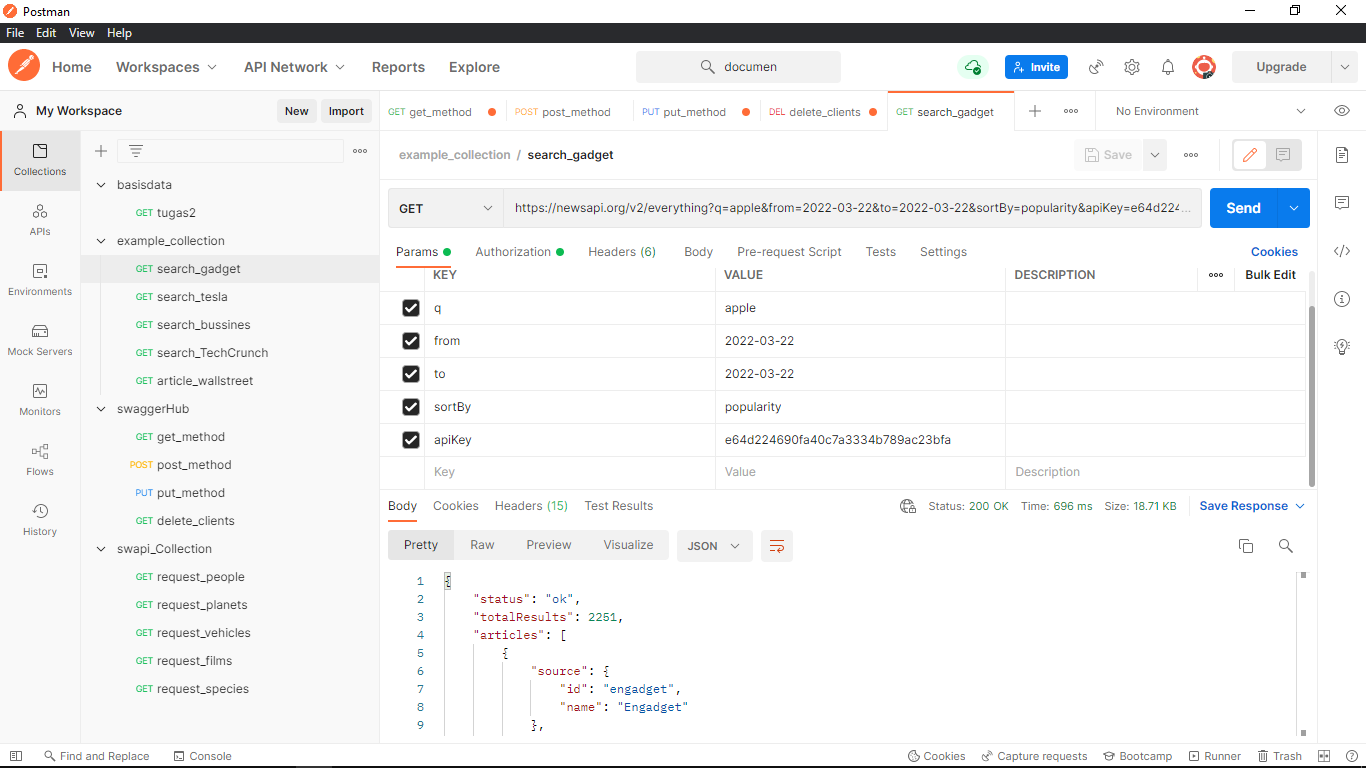 Postman
File Edit View Help
Home Workspaces API Network Reports Explore documen Invite Upgrade
My Workspace New Import
GET get_method POST post_method PUT put_method DEL delete_clients GET search_gadget No Environment
Collections
APIs
Environments
Mock Servers
Monitors
Flows
History
basisdata
GET tugas2
example_collection
GET search_gadget
GET search_tesla
GET search_bussines
GET search_TechCrunch
GET article_wallstreet
swaggerHub
GET get_method
POST post_method
PUT put_method
GET delete_clients
swapi_Collection
GET request_people
GET request_planets
GET request_vehicles
GET request_films
GET request_species
example_collection / search_gadget Save
GET https://newsapi.org/v2/everything?q=apple&from=2022-03-22&to=2022-03-22&sortBy=popularity&apiKey=e64d224... Send
Params Authorization Headers (6) Body Pre-request Script Tests Settings Cookies
KEY VALUE DESCRIPTION Bulk Edit
q apple
from 2022-03-22
to 2022-03-22
sortBy popularity
apiKey e64d224690fa40c7a3334b789ac23bfa
Key Value Description
Body Cookies Headers (15) Test Results Status: 200 OK Time: 696 ms Size: 18.71 KB Save Response
Pretty Raw Preview Visualize JSON
1 {
2 "status": "ok",
3 "totalResults": 2251,
4 "articles": [
5 {
6 "source": {
7 "id": "engadget",
8 "name": "Engadget"
9 },
Find and Replace Console Cookies Capture requests Bootcamp Runner Trash